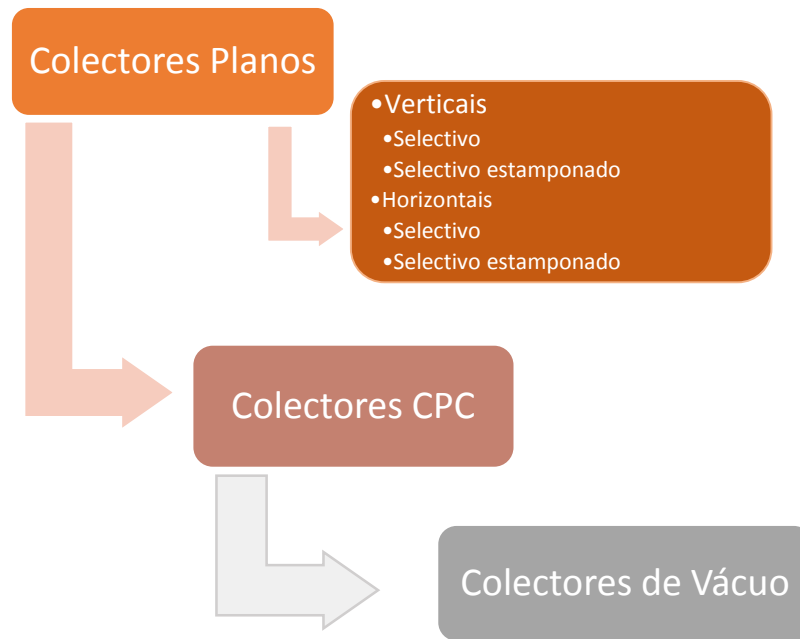 Colectores Planos
•Verticais
•Selectivo
•Selectivo estamponado
•Horizontais
•Selectivo
•Selectivo estamponado
Colectores CPC
Colectores de Vácuo